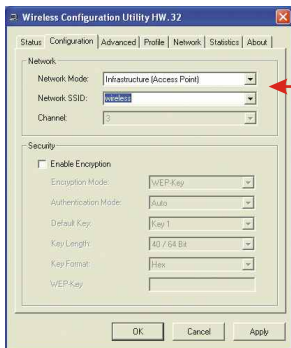 Wireless Configuration Utility HW.32
Status Configuration Advanced Profile Network Statistics About
Network
Network Mode: Infrastructure (Access Point)
Network SSID: wireless
Channel: 3
Security
Enable Encryption
Encryption Mode: WEP-Key
Authentication Mode: Auto
Default Key: Key 1
Key Length: 40 / 64 Bit
Key Format: Hex
WEP-Key:
OK Cancel Apply